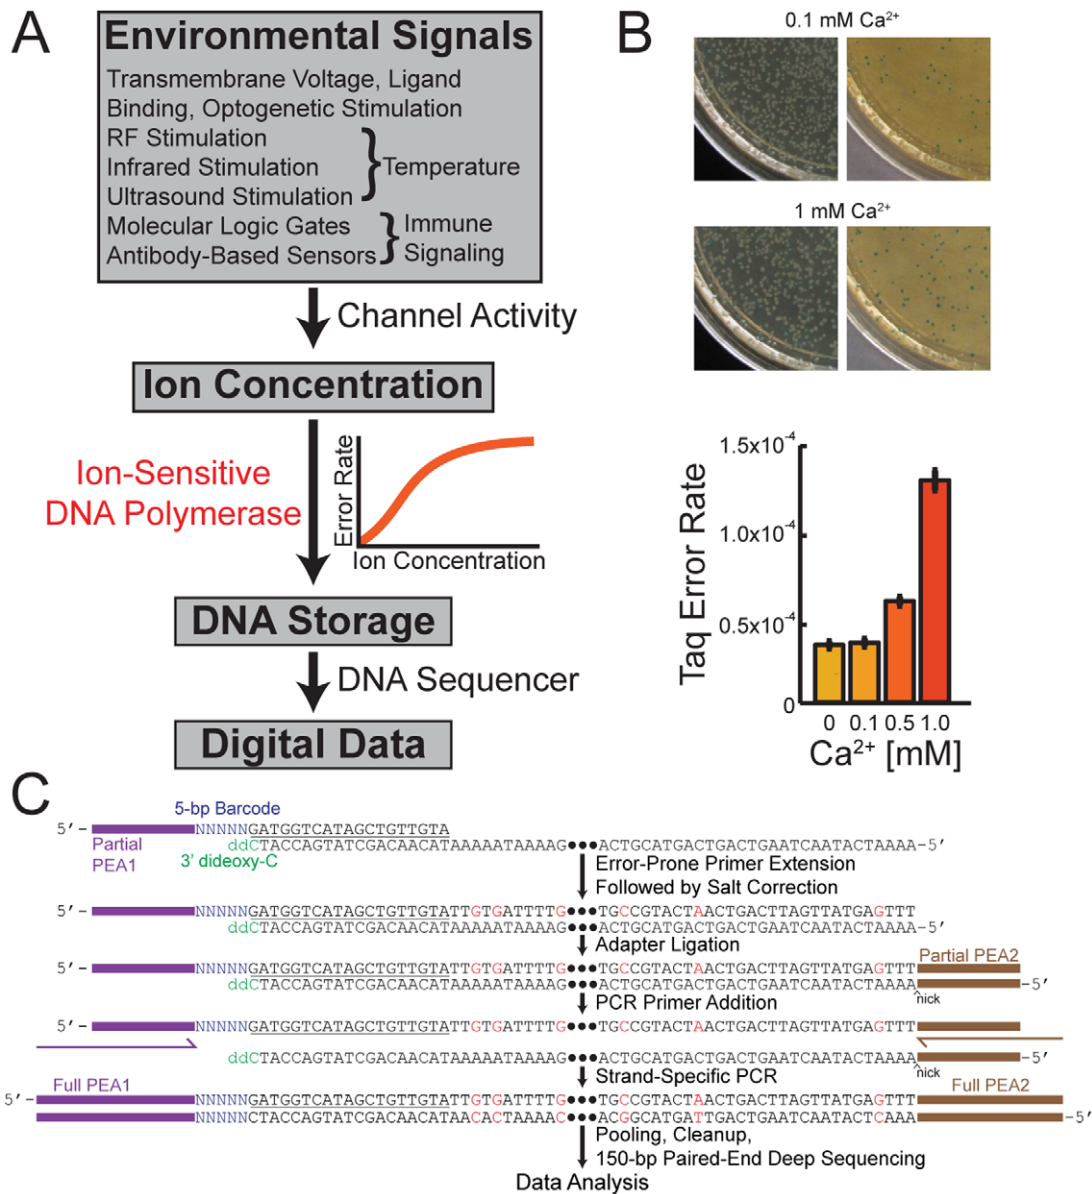 A
Environmental Signals
Transmembrane Voltage, Ligand
Binding, Optogenetic Stimulation
RF Stimulation
Infrared Stimulation
Ultrasound Stimulation
Temperature
Molecular Logic Gates
Antibody-Based Sensors
Immune
Signaling
Channel Activity
Ion Concentration
Ion-Sensitive
DNA Polymerase
Error Rate
Ion Concentration
DNA Storage
DNA Sequencer
Digital Data
B
0.1 mM Ca²⁺
1 mM Ca²⁺
Taq Error Rate
1.5x10⁻⁴
1.0x10⁻⁴
0.5x10⁻⁴
0
0 0.1 0.5 1.0
Ca²⁺ [mM]
C
5-bp Barcode
5′– NNNNNGATGGTCATAGCTGTTGTA
Partial
PEA1
ddCTACCAGTATCGACAACATAAAAATAAAAG●●●ACTGCATGACTGACTGAATCAATACTAAAA–5′
3′ dideoxy-C
Error-Prone Primer Extension
Followed by Salt Correction
5′– NNNNNGATGGTCATAGCTGTTGTATTGTGATTTTG●●●TGCCGTACTAACTGACTTAGTTATGAGTTT
ddCTACCAGTATCGACAACATAAAAATAAAAG●●●ACTGCATGACTGACTGAATCAATACTAAAA–5′
Adapter Ligation
Partial PEA2
5′– NNNNNGATGGTCATAGCTGTTGTATTGTGATTTTG●●●TGCCGTACTAACTGACTTAGTTATGAGTTT
ddCTACCAGTATCGACAACATAAAAATAAAAG●●●ACTGCATGACTGACTGAATCAATACTAAAA –5′
^nick
PCR Primer Addition
5′– NNNNNGATGGTCATAGCTGTTGTATTGTGATTTTG●●●TGCCGTACTAACTGACTTAGTTATGAGTTT
ddCTACCAGTATCGACAACATAAAAATAAAAG●●●ACTGCATGACTGACTGAATCAATACTAAAA –5′
^nick
Strand-Specific PCR
Full PEA1
Full PEA2
5′– NNNNNGATGGTCATAGCTGTTGTATTGTGATTTTG●●●TGCCGTACTAACTGACTTAGTTATGAGTTT
NNNNNCTACCAGTATCGACAACATAACACTAAAAC●●●ACGGCATGATTGACTGAATCAATACTCAAA –5′
Pooling, Cleanup,
150-bp Paired-End Deep Sequencing
Data Analysis